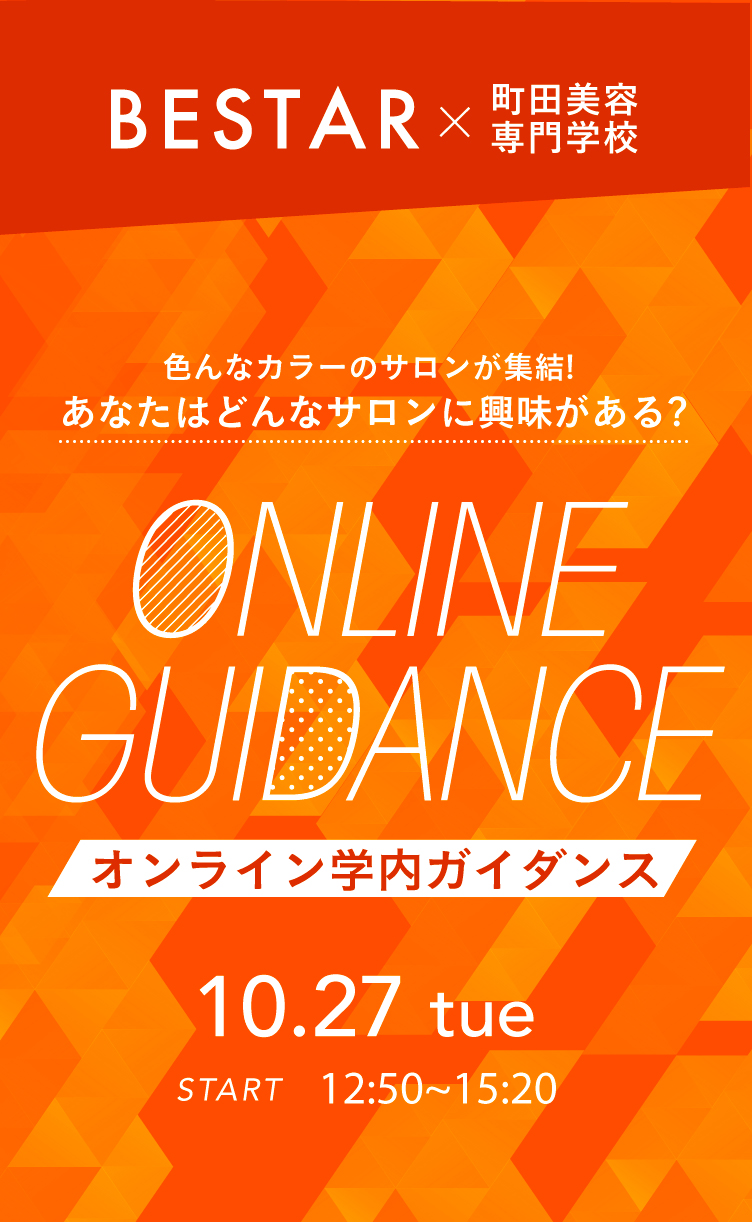 BESTAR × 町田美容
専門学校
色んなカラーのサロンが集結!
あなたはどんなサロンに興味がある?
ONLINE
GUIDANCE
オンライン学内ガイダンス
10.27 tue
START 12:50~15:20